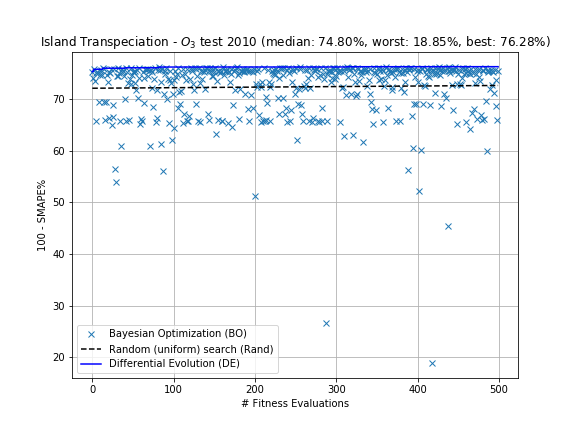 Island Transpeciation - O₃ test 2010 (median: 74.80%, worst: 18.85%, best: 76.28%)
100 - SMAPE%
70
60
50
40
30
20
Bayesian Optimization (BO)
Random (uniform) search (Rand)
Differential Evolution (DE)
0 100 200 300 400 500
# Fitness Evaluations